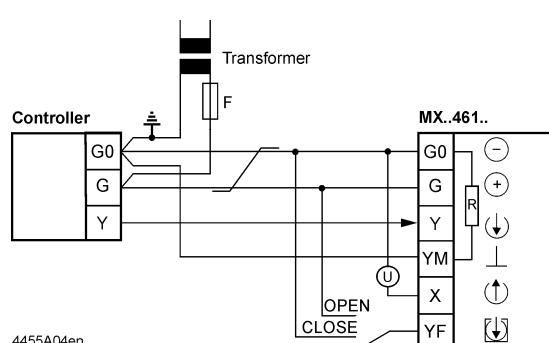 Transformer
F
Controller
MX..461..
G0
G0
G
G
R
Y
Y
YM
U
X
OPEN
CLOSE
YF
4455A04en